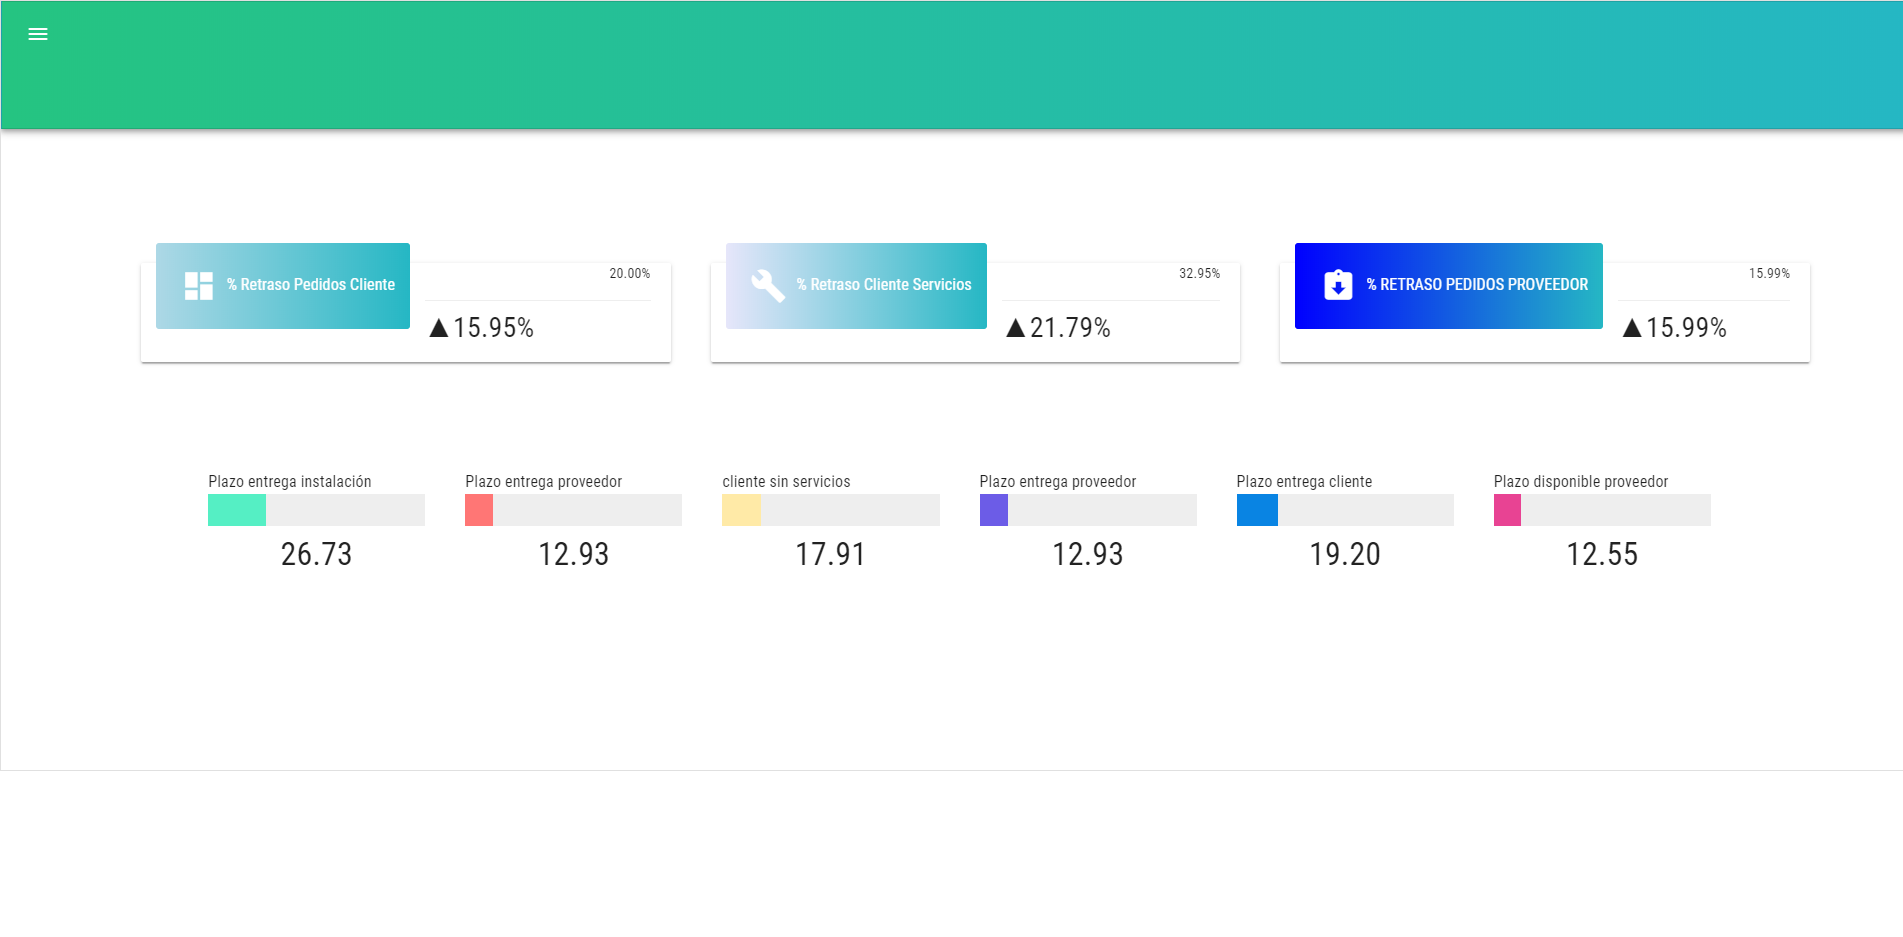 % Retraso Pedidos Cliente
20.00%
▲15.95%
% Retraso Cliente Servicios
32.95%
▲21.79%
% RETRASO PEDIDOS PROVEEDOR
15.99%
▲15.99%
Plazo entrega instalación
26.73
Plazo entrega proveedor
12.93
cliente sin servicios
17.91
Plazo entrega proveedor
12.93
Plazo entrega cliente
19.20
Plazo disponible proveedor
12.55